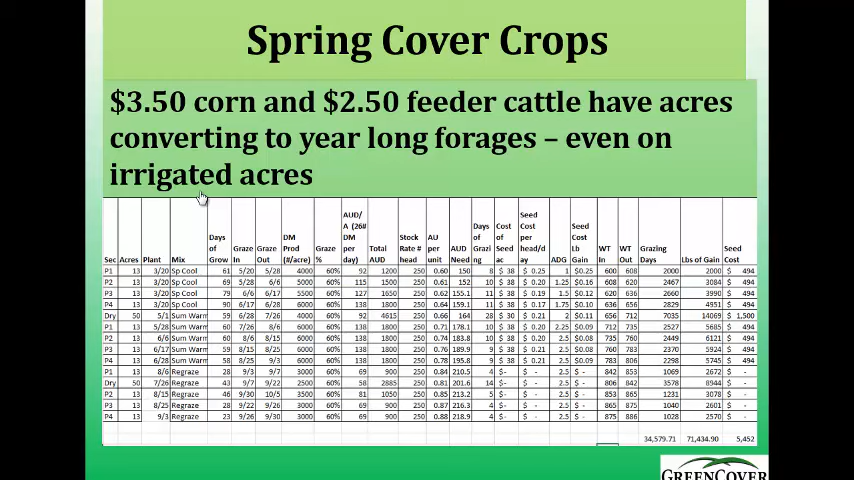 Spring Cover Crops
$3.50 corn and $2.50 feeder cattle have acres
converting to year long forages – even on
irrigated acres
Sec Acres Plant Mix Days of Grow Graze In Graze Out DM Prod (#/acre) Graze % AUD/A (26# DM per day) Total AUD Stock Rate # head AU per unit AUD Need Days of Grazing Cost of Seed ac Seed Cost per head/day ADG Seed Cost Lb Gain WT In WT Out Grazing Days Lbs of Gain Seed Cost
P1 13 3/20 Sp Cool 61 5/20 5/28 4000 60% 92 1200 250 0.60 150 8 $ 38 $ 0.25 1 $0.25 600 608 2000 2000 $ 494
P2 13 3/20 Sp Cool 69 5/28 6/6 5000 60% 115 1500 250 0.61 152 10 $ 38 $ 0.20 1.25 $0.16 608 620 2467 3084 $ 494
P3 13 3/20 Sp Cool 79 6/6 6/17 5500 60% 127 1650 250 0.62 155.1 11 $ 38 $ 0.19 1.5 $0.12 620 636 2660 3990 $ 494
P4 13 3/20 Sp Cool 90 6/17 6/28 6000 60% 138 1800 250 0.64 159.1 11 $ 38 $ 0.17 1.75 $0.10 636 656 2829 4951 $ 494
Dry 50 5/1 Sum Warm 59 6/28 7/26 4000 60% 92 4615 250 0.66 164 28 $ 30 $ 0.21 2 $0.11 656 712 7035 14069 $ 1,500
P1 13 5/28 Sum Warm 60 7/26 8/6 6000 60% 138 1800 250 0.71 178.1 10 $ 38 $ 0.20 2.25 $0.09 712 735 2527 5685 $ 494
P2 13 6/6 Sum Warm 60 8/6 8/15 6000 60% 138 1800 250 0.74 183.8 10 $ 38 $ 0.20 2.5 $0.08 735 760 2449 6121 $ 494
P3 13 6/17 Sum Warm 59 8/15 8/25 6000 60% 138 1800 250 0.76 189.9 9 $ 38 $ 0.21 2.5 $0.08 760 783 2370 5924 $ 494
P4 13 6/28 Sum Warm 58 8/25 9/3 6000 60% 138 1800 250 0.78 195.8 9 $ 38 $ 0.21 2.5 $0.09 783 806 2298 5745 $ 494
P1 13 8/6 Regraze 28 9/3 9/7 3000 60% 69 900 250 0.84 210.5 4 $- $ - 2.5 $ - 842 853 1069 2672 $ -
Dry 50 7/26 Regraze 43 9/7 9/22 2500 60% 58 2885 250 0.81 201.6 14 $- $ - 2.5 $ - 806 842 3578 8944 $ -
P2 13 8/15 Regraze 46 9/30 10/5 3500 60% 81 1050 250 0.85 213.2 5 $- $ - 2.5 $ - 853 865 1231 3078 $ -
P3 13 8/25 Regraze 28 9/22 9/26 3000 60% 69 900 250 0.87 216.3 4 $- $ - 2.5 $ - 865 875 1040 2601 $ -
P4 13 9/3 Regraze 23 9/26 9/30 3000 60% 69 900 250 0.88 218.9 4 $- $ - 2.5 $ - 875 886 1028 2570 $ -
34,579.71 71,434.90 5,452
GREENCOVER